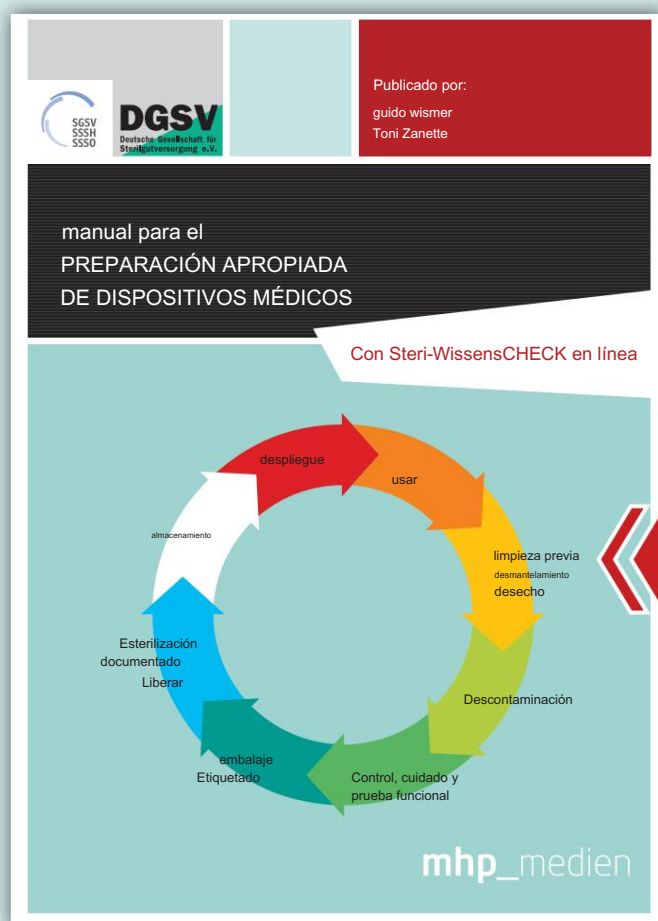 SGSV
SSSH
SSSO
DGSV
Deutsche Gesellschaft für
Sterilgutversorgung e.V.
Publicado por:
guido wismer
Toni Zanette
manual para el
PREPARACIÓN APROPIADA
DE DISPOSITIVOS MÉDICOS
Con Steri-WissensCHECK en línea
despliegue
usar
almacenamiento
limpieza previa
desmantelamiento
desecho
Esterilización
documentado
Liberar
Descontaminación
embalaje
Etiquetado
Control, cuidado y
prueba funcional
mhp_medien